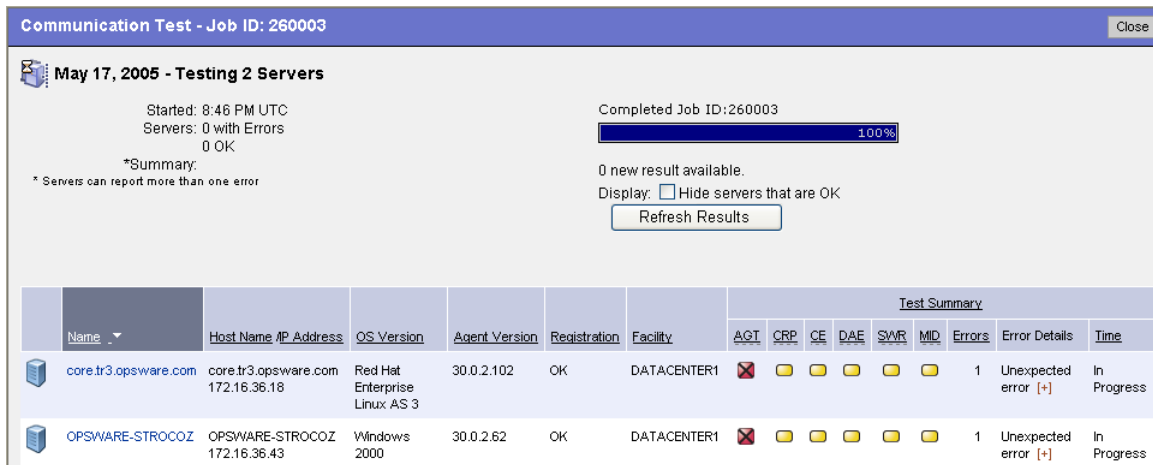 Communication Test - Job ID: 260003
Close
May 17, 2005 - Testing 2 Servers
Started: 8:46 PM UTC
Servers: 0 with Errors
0 OK
*Summary:
* Servers can report more than one error
Completed Job ID:260003
100%
0 new result available.
Display: Hide servers that are OK
Refresh Results
Test Summary
Name Host Name /IP Address OS Version Agent Version Registration Facility AGT CRP CE DAE SWR MID Errors Error Details Time
core.tr3.opsware.com core.tr3.opsware.com Red Hat 30.0.2.102 OK DATACENTER1 1 Unexpected In
172.16.36.18 Enterprise error [+] Progress
Linux AS 3
OPSWARE-STROCOZ OPSWARE-STROCOZ Windows 30.0.2.62 OK DATACENTER1 1 Unexpected In
172.16.36.43 2000 error [+] Progress